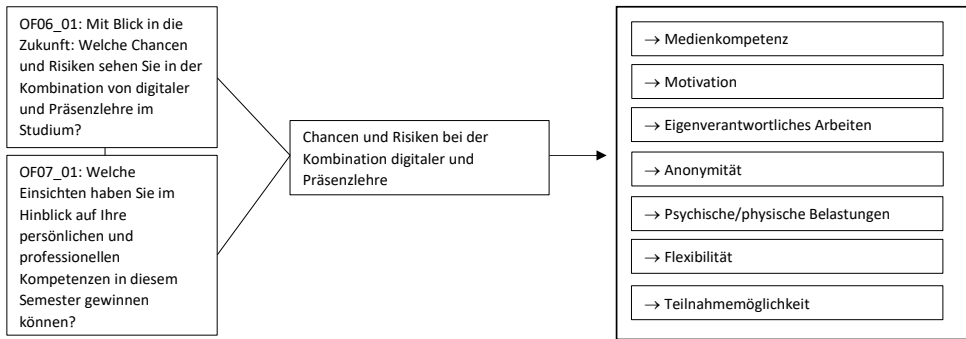 OF06_01: Mit Blick in die
Zukunft: Welche Chancen
und Risiken sehen Sie in der
Kombination von digitaler
und Präsenzlehre im
Studium?
OF07_01: Welche
Einsichten haben Sie im
Hinblick auf Ihre
persönlichen und
professionellen
Kompetenzen in diesem
Semester gewinnen
können?
Chancen und Risiken bei der
Kombination digitaler und
Präsenzlehre
→ Medienkompetenz
→ Motivation
→ Eigenverantwortliches Arbeiten
→ Anonymität
→ Psychische/physische Belastungen
→ Flexibilität
→ Teilnahmemöglichkeit